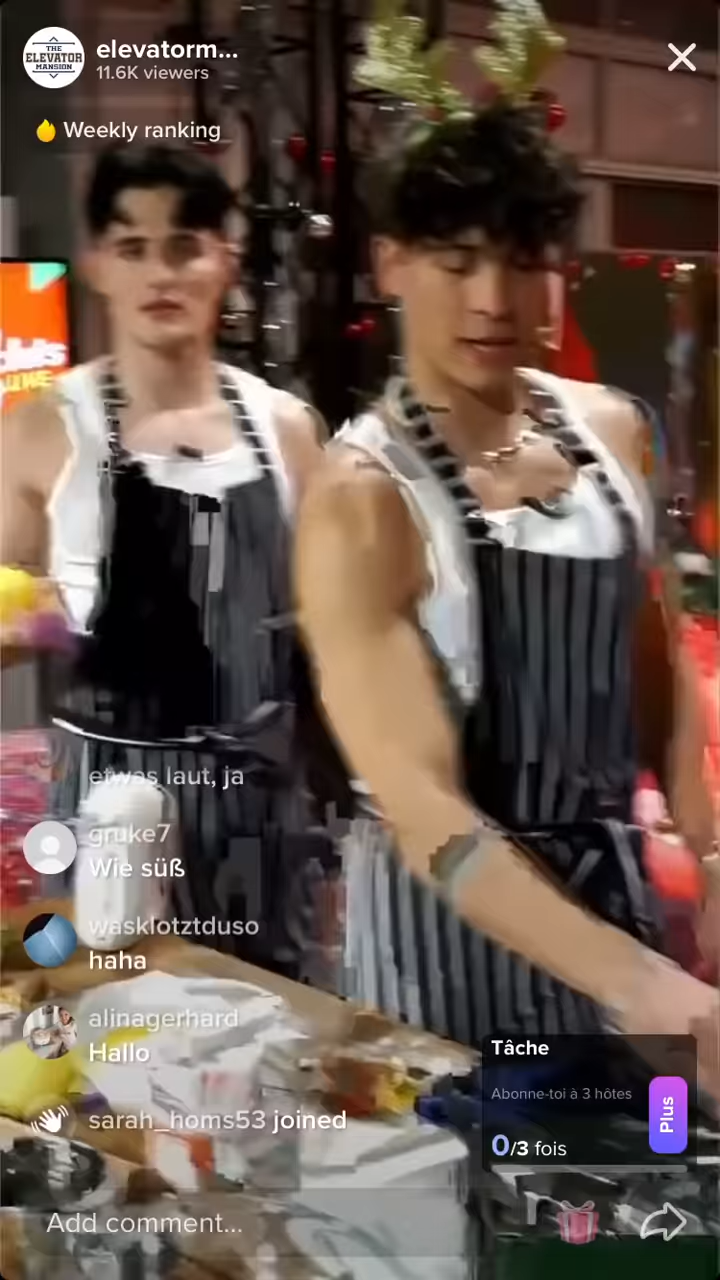 THE
ELEVATOR
MANSION
elevatorm...
11.6K viewers
Weekly ranking
etwas laut, ja
gruke7
Wie süß
wasklotztduso
haha
alinagerhard
Hallo
sarah_homs53 joined
Tâche
Abonne-toi à 3 hôtes
0/3 fois
Plus
Add comment...